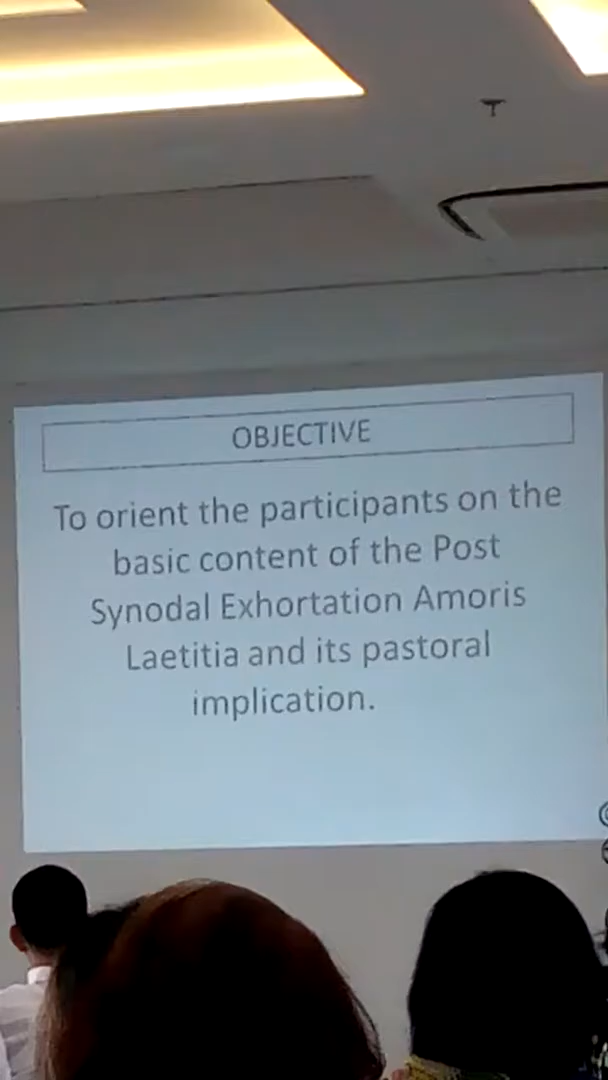 OBJECTIVE
To orient the participants on the
basic content of the Post
Synodal Exhortation Amoris
Laetitia and its pastoral
implication.